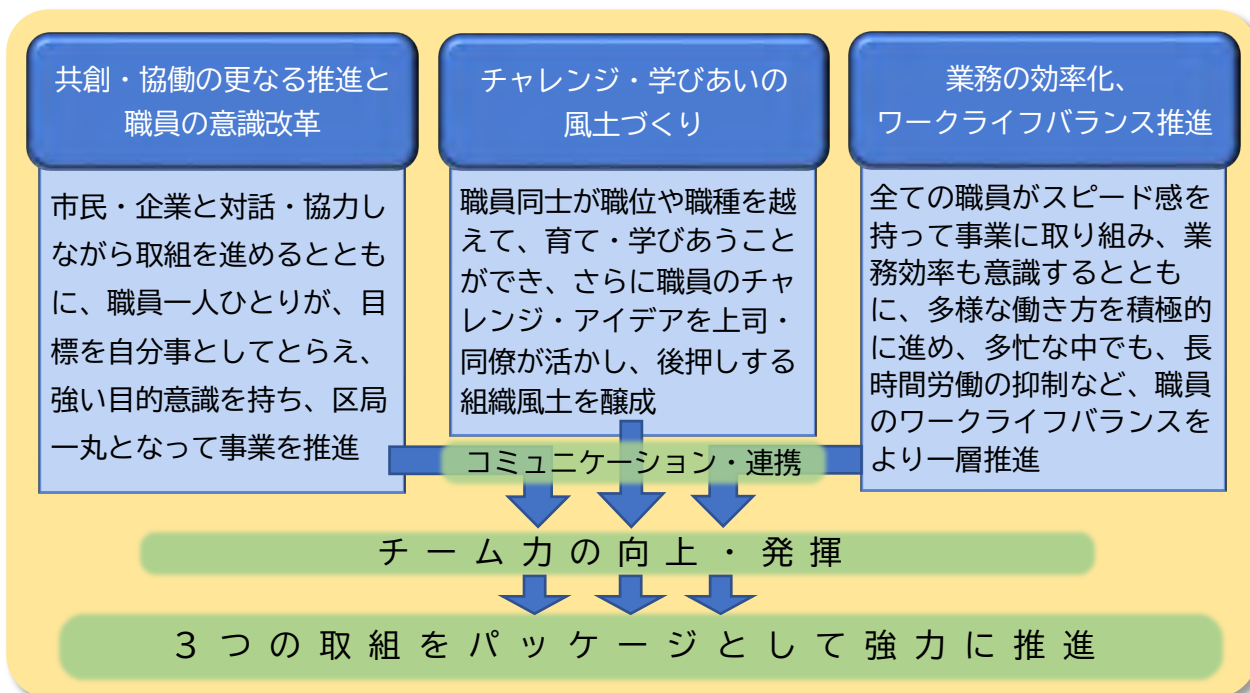 共創・協働の更なる推進と
職員の意識改革
市民・企業と対話・協力し
ながら取組を進めるととも
に、職員一人ひとりが、目
標を自分事としてとらえ、
強い目的意識を持ち、区局
一丸となって事業を推進
チャレンジ・学びあいの
風土づくり
職員同士が職位や職種を越
えて、育て・学びあうこと
ができ、さらに職員のチャ
レンジ・アイデアを上司・
同僚が活かし、後押しする
組織風土を醸成
業務の効率化、
ワークライフバランス推進
全ての職員がスピード感を
持って事業に取り組み、業
務効率も意識するととも
に、多様な働き方を積極的
に進め、多忙な中でも、長
時間労働の抑制など、職員
のワークライフバランスを
より一層推進
コミュニケーション・連携
チーム力の向上・発揮
３つの取組をパッケージとして強力に推進